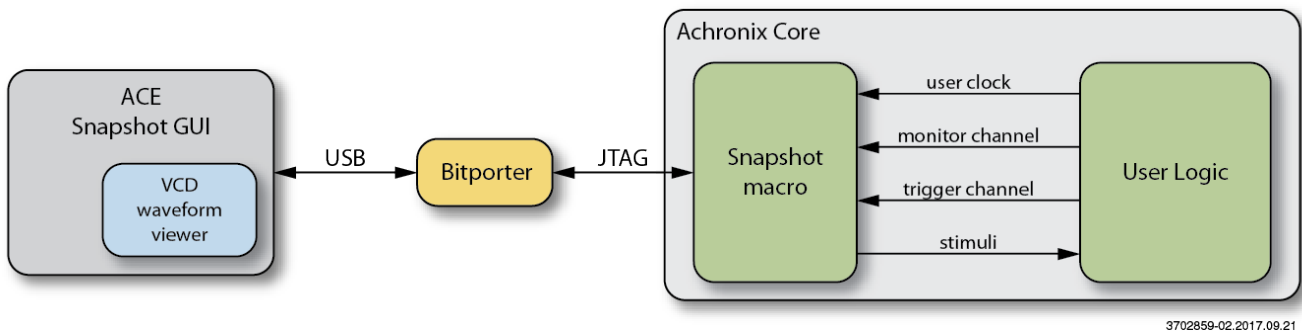 Achronix Core
ACE
Snapshot GUI
VCD
waveform
viewer
USB
Bitporter
JTAG
Snapshot
macro
user clock
monitor channel
trigger channel
stimuli
User Logic
3702859-02.2017.09.21